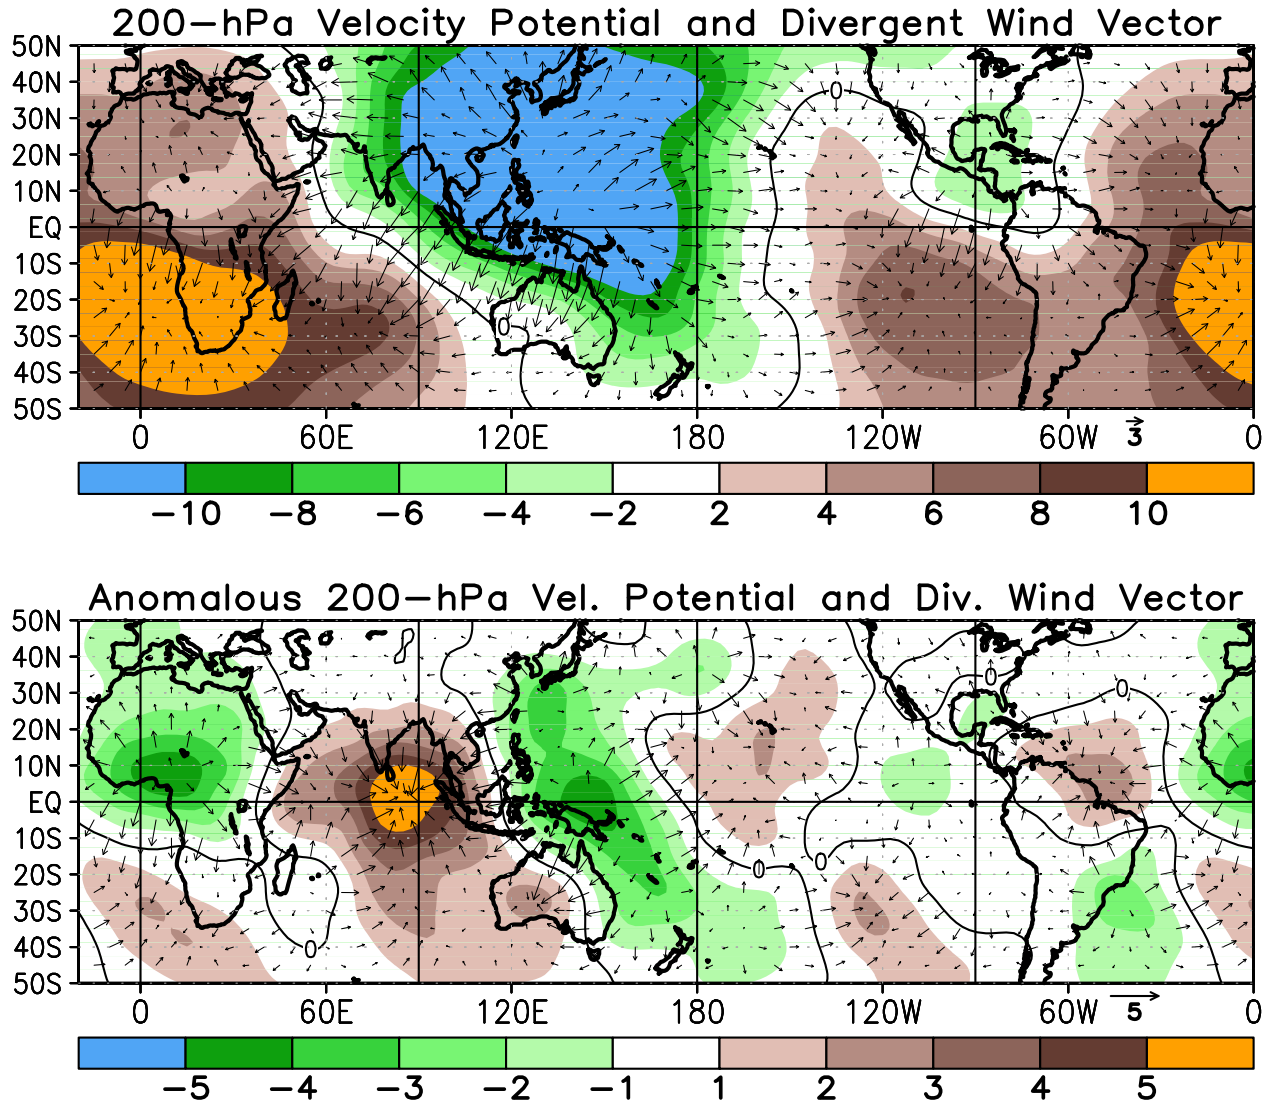 200-hPa Velocity Potential and Divergent Wind Vector
50N
40N
30N
20N
10N
EQ
10S
20S
30S
40S
50S
0
0
0 60E 120E 180 120W 60W 3 0
-10 -8 -6 -4 -2 2 4 6 8 10
Anomalous 200-hPa Vel. Potential and Div. Wind Vector
50N
40N
30N
20N
10N
EQ
10S
20S
30S
40S
50S
0
0
0
0
0
0 60E 120E 180 120W 60W 5 0
-5 -4 -3 -2 -1 1 2 3 4 5